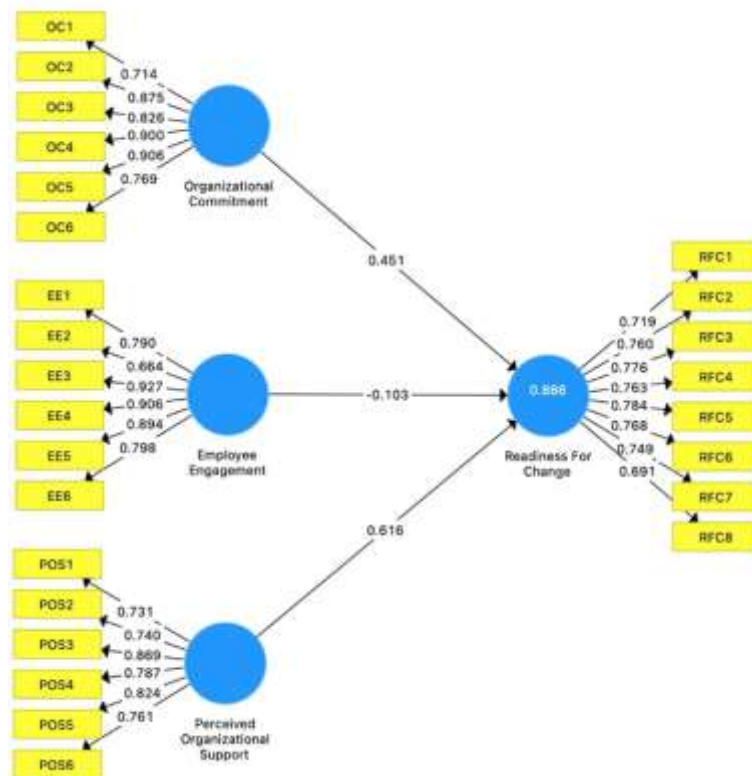 OC1
OC2
OC3
OC4
OC5
OC6
0.714
0.875
0.826
0.900
0.906
0.769
Organizational
Commitment
0.451
EE1
EE2
EE3
EE4
EE5
EE6
0.790
0.664
0.927
0.906
0.894
0.798
Employee
Engagement
-0.103
POS1
POS2
POS3
POS4
POS5
POS6
0.731
0.740
0.869
0.787
0.824
0.761
Perceived
Organizational
Support
0.616
Readiness For
Change
0.719
0.760
0.776
0.763
0.784
0.768
0.749
0.691
RFC1
RFC2
RFC3
RFC4
RFC5
RFC6
RFC7
RFC8